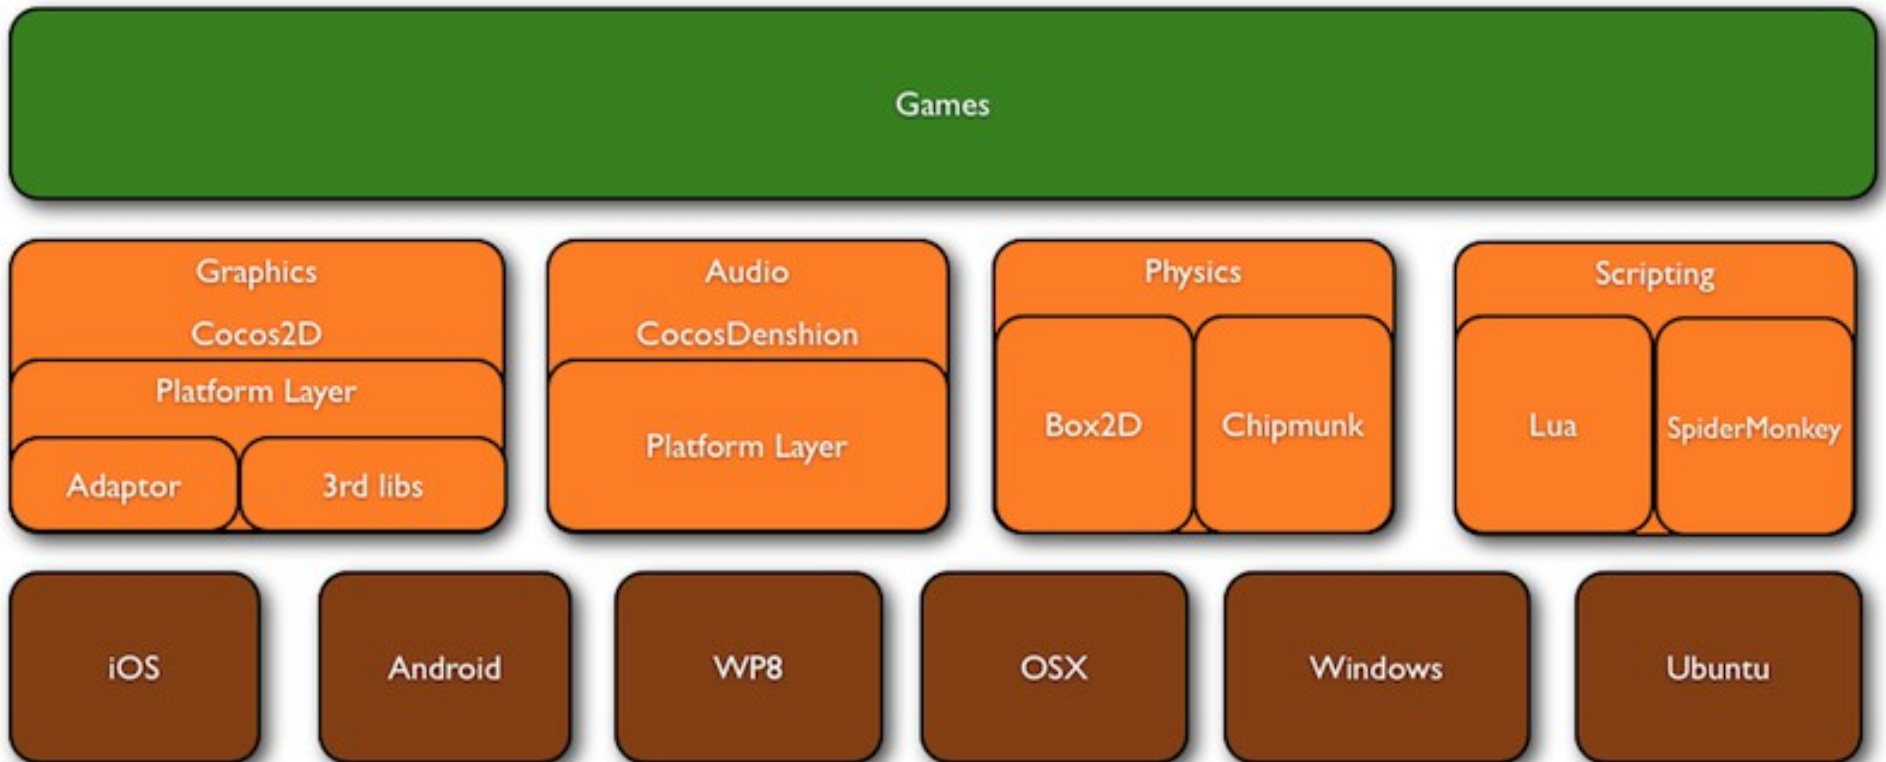 Games
Graphics
Cocos2D
Platform Layer
Adaptor
3rd libs
Audio
CocosDenshion
Platform Layer
Physics
Box2D
Chipmunk
Scripting
Lua
SpiderMonkey
iOS
Android
WP8
OSX
Windows
Ubuntu